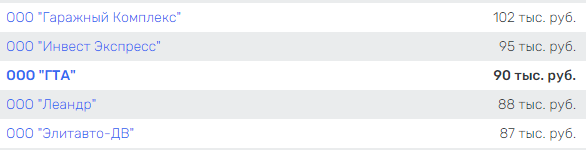 ООО "Гаражный Комплекс" 102 тыс. руб.
ООО "Инвест Экспресс" 95 тыс. руб.
ООО "ГТА" 90 тыс. руб.
ООО "Леандр" 88 тыс. руб.
ООО "Элитавто-ДВ" 87 тыс. руб.